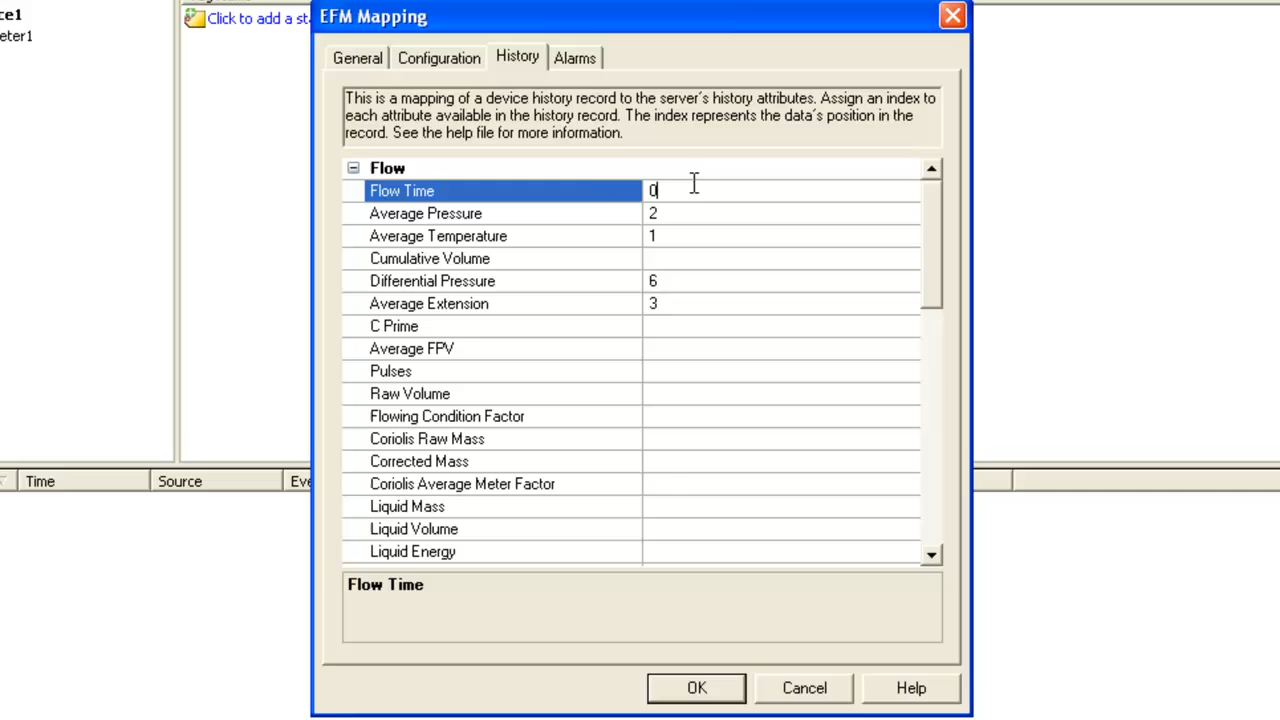 ce1
eter1
Click to add a st
EFM Mapping
General
Configuration
History
Alarms
This is a mapping of a device history record to the server's history attributes. Assign an index to
each attribute available in the history record. The index represents the data's position in the
record. See the help file for more information.
Flow
Flow Time 0
Average Pressure 2
Average Temperature 1
Cumulative Volume
Differential Pressure 6
Average Extension 3
C Prime
Average FPV
Pulses
Raw Volume
Flowing Condition Factor
Coriolis Raw Mass
Corrected Mass
Coriolis Average Meter Factor
Liquid Mass
Liquid Volume
Liquid Energy
Time
Source
Eve
Flow Time
OK
Cancel
Help